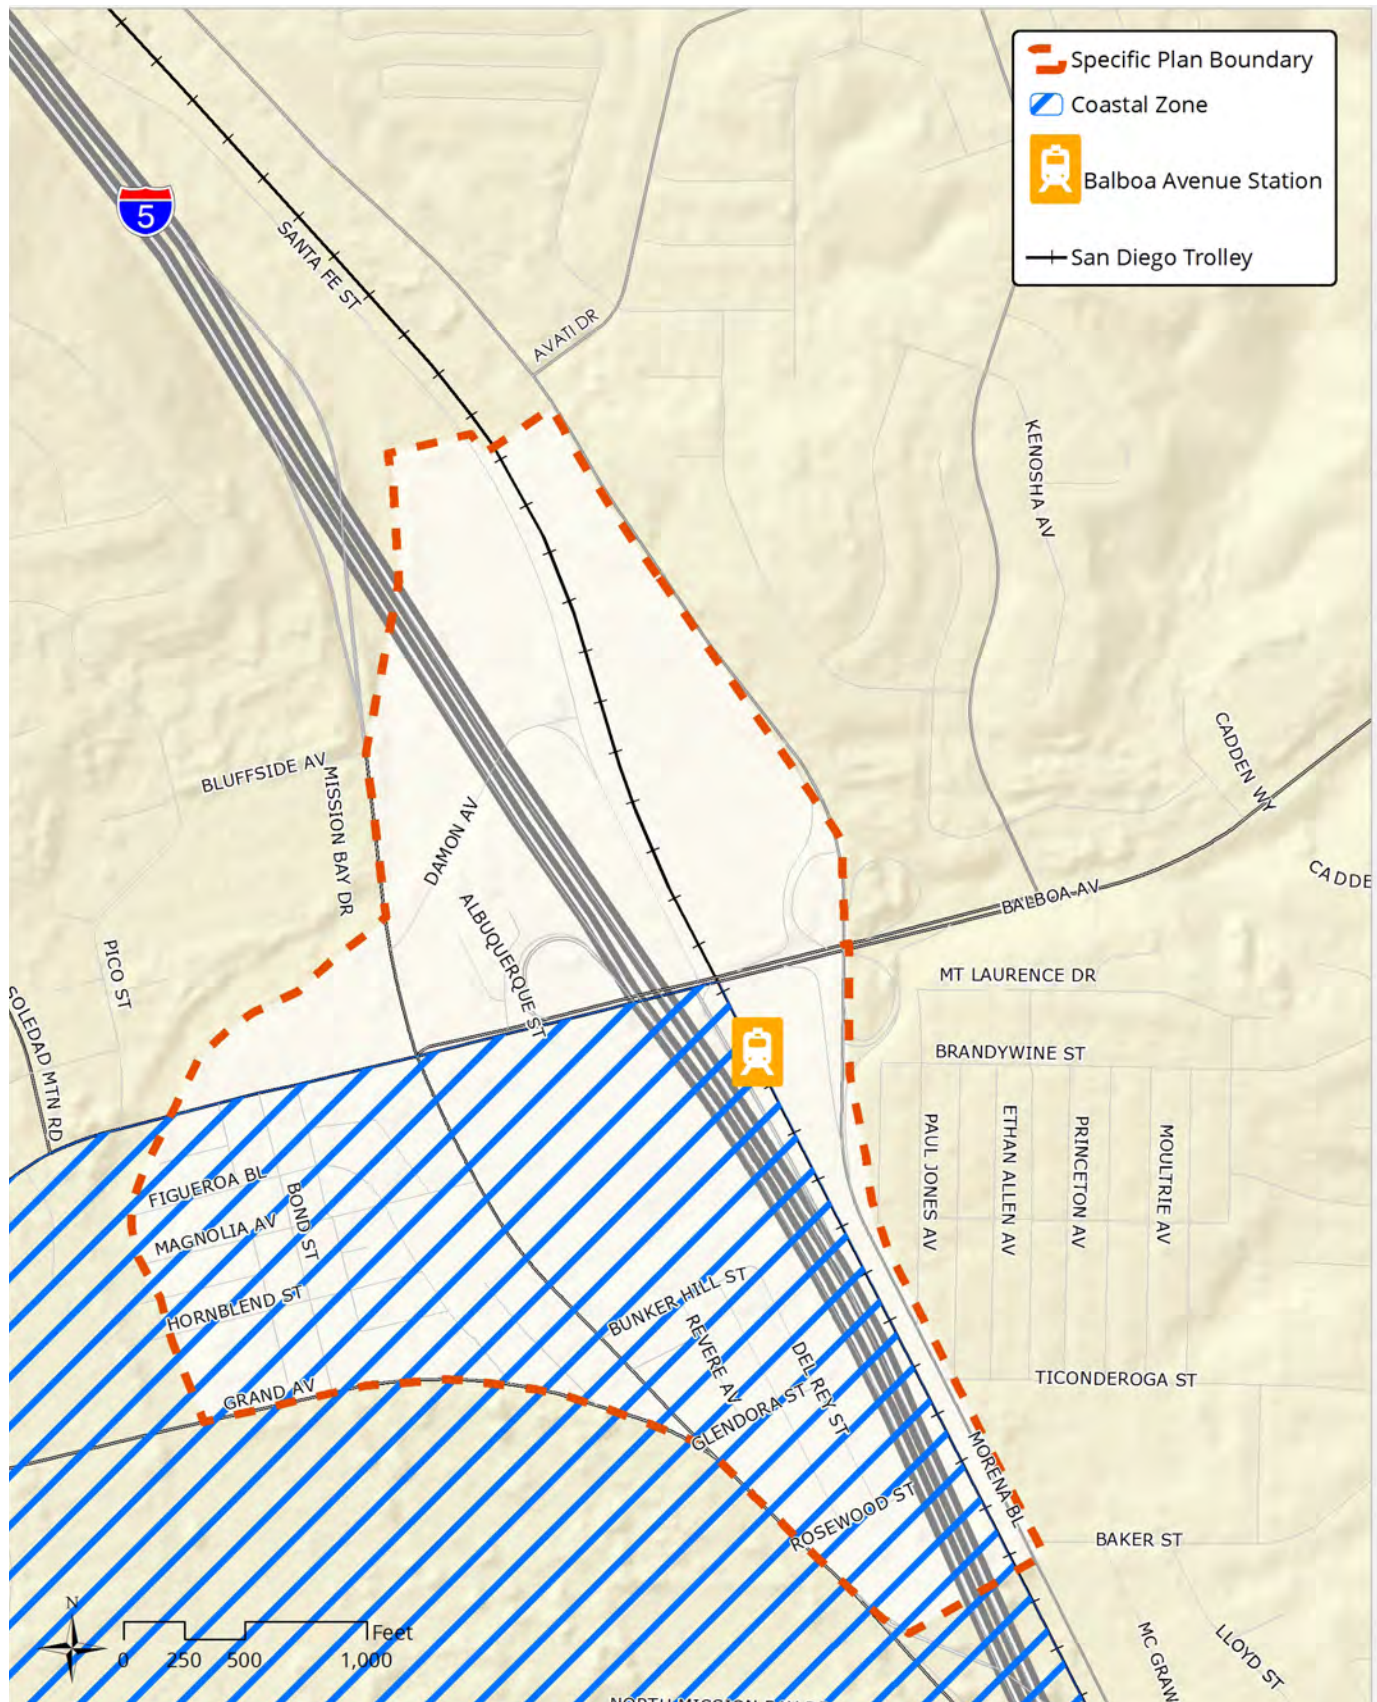 Specific Plan Boundary
Coastal Zone
Balboa Avenue Station
San Diego Trolley
5
SANTA FE ST
AVATI DR
KENOSHA AV
CADDEN WY
BLUFFSIDE AV
MISSION BAY DR
DAMON AV
CADDE
BALBOA AV
ALBUQUERQUE ST
PICO ST
MT LAURENCE DR
SOLEDAD MTN RD
BRANDYWINE ST
PAUL JONES AV
ETHAN ALLEN AV
PRINCETON AV
MOULTRIE AV
FIGUEROA BL
BOND ST
MAGNOLIA AV
HORNBLEND ST
BUNKER HILL ST
REVERE AV
DEL REY ST
TICONDEROGA ST
GRAND AV
GLENDORA ST
MORENA BL
ROSEWOOD ST
BAKER ST
N
Feet
0 250 500 1,000
MC GRAW
LLOYD ST